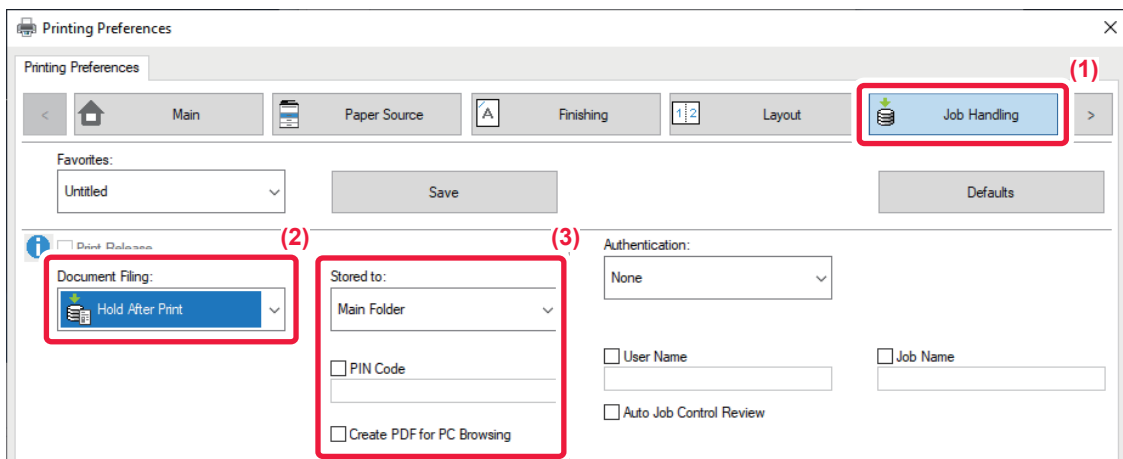 Printing Preferences
Printing Preferences
(1)
< Main Paper Source A Finishing 1 2 Layout Job Handling >
Favorites:
Untitled Save Defaults
Print Release (2) (3) Authentication:
Document Filing: Stored to: None
Hold After Print Main Folder
PIN Code User Name Job Name
Auto Job Control Review
Create PDF for PC Browsing